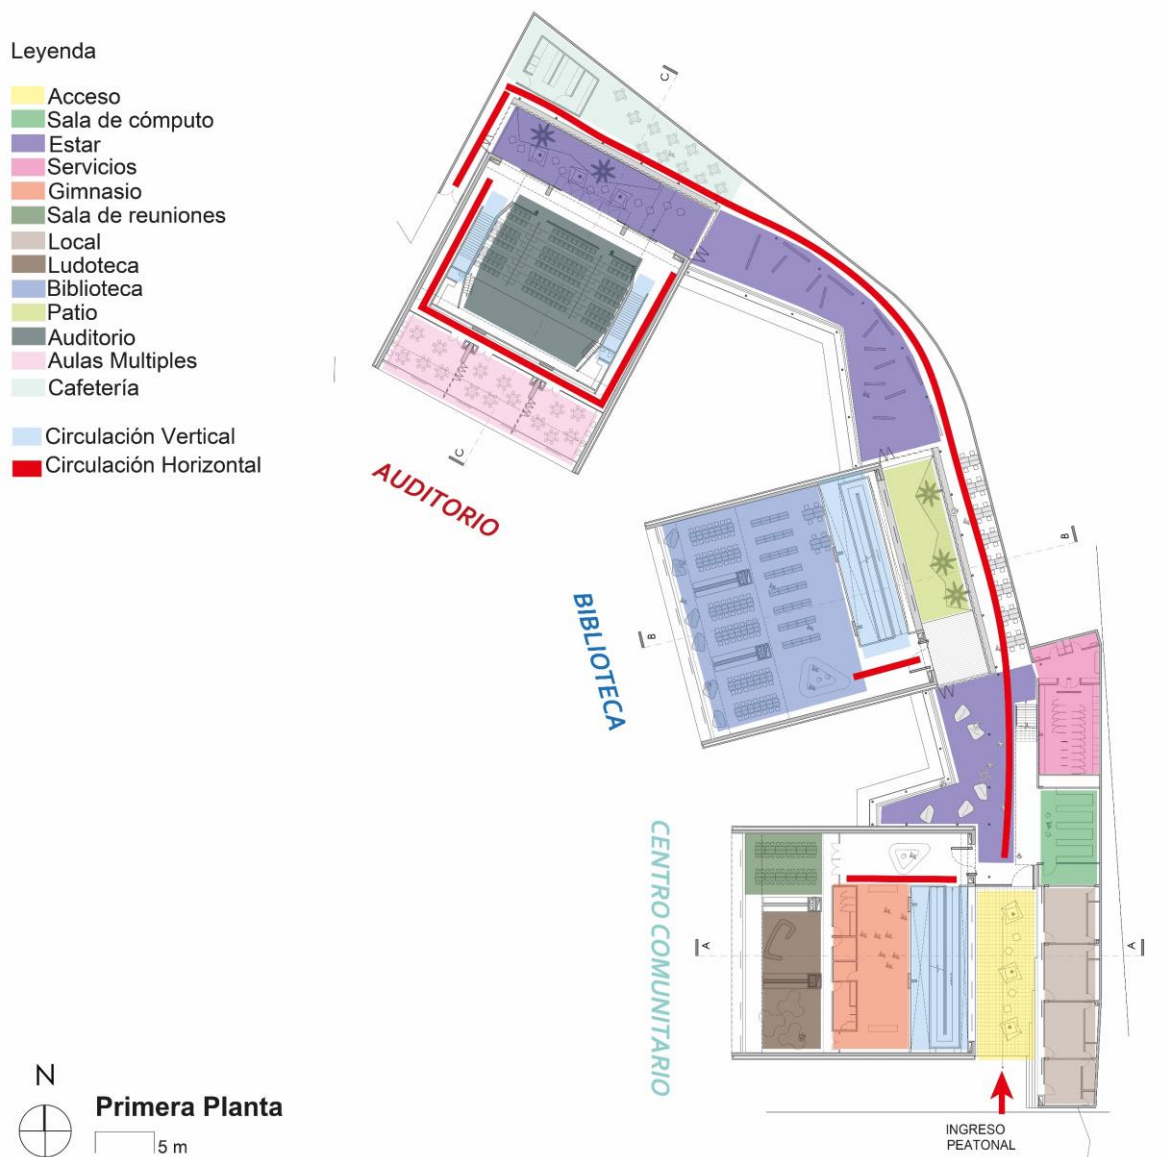 Leyenda
Acceso
Sala de cómputo
Estar
Servicios
Gimnasio
Sala de reuniones
Local
Ludoteca
Biblioteca
Patio
Auditorio
Aulas Multiples
Cafetería
Circulación Vertical
Circulación Horizontal
C
C
AUDITORIO
B
B
BIBLIOTECA
CENTRO COMUNITARIO
A
A
N
Primera Planta
5 m
INGRESO
PEATONAL